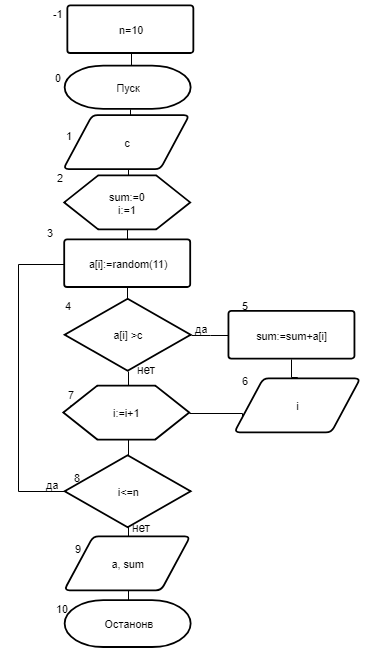 -1
n=10
0
Пуск
1
c
2
sum:=0
i:=1
3
a[i]:=random(11)
4
a[i] >c
да
5
sum:=sum+a[i]
нет
6
i
7
i:=i+1
8
i<=n
да
нет
9
a, sum
10
Останонв